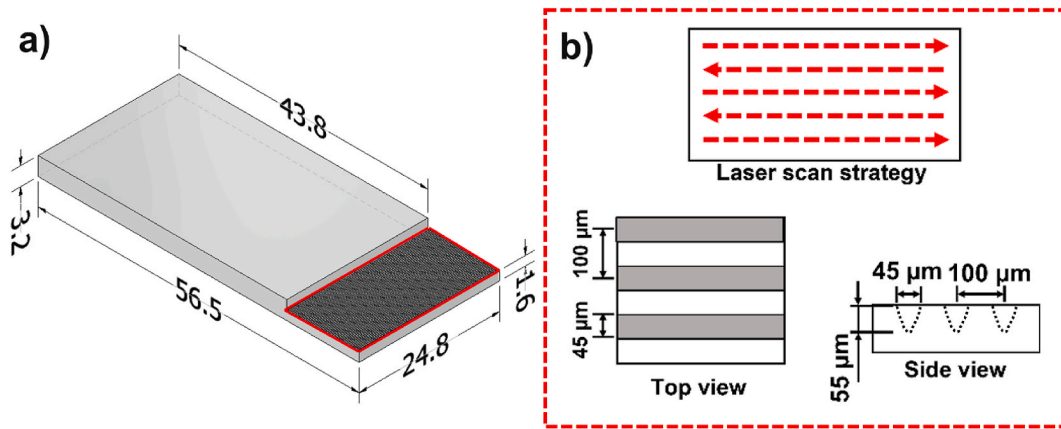 a)
43.8
3.2
56.5
24.8
1.6
b)
Laser scan strategy
100 µm
45 µm
Top view
45 µm 100 µm
55 µm
Side view